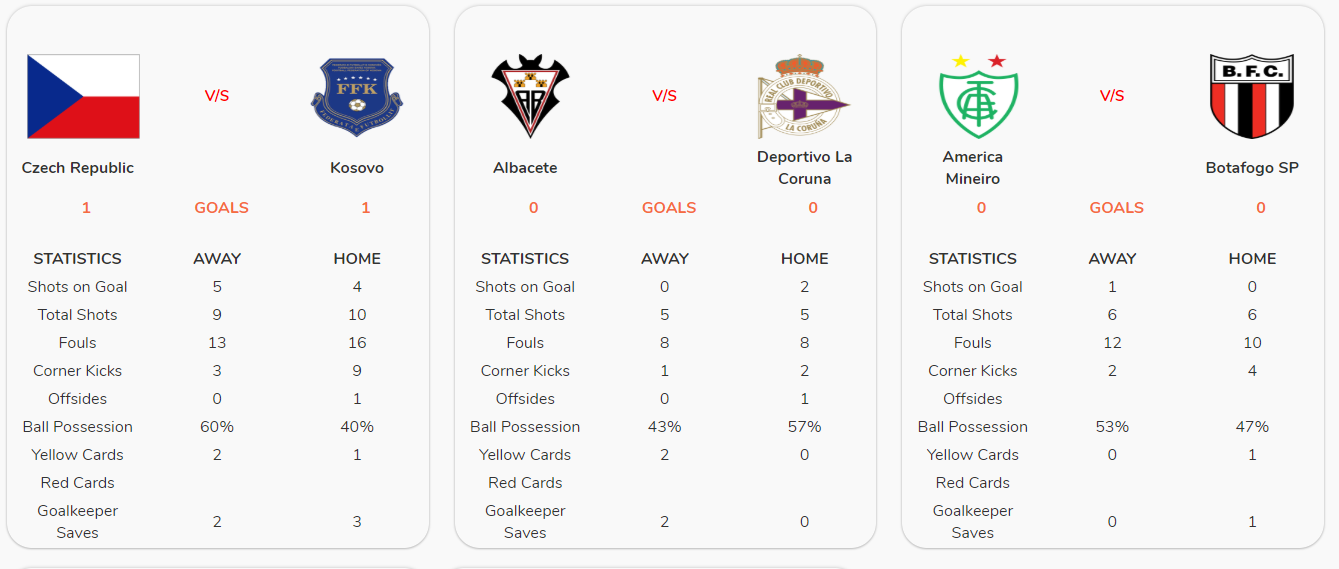 V/S
FFK
Czech Republic
Kosovo
1 GOALS 1
STATISTICS AWAY HOME
Shots on Goal 5 4
Total Shots 9 10
Fouls 13 16
Corner Kicks 3 9
Offsides 0 1
Ball Possession 60% 40%
Yellow Cards 2 1
Red Cards
Goalkeeper
Saves
2 3
V/S
REAL CLUB DEPORTIVO
LA CORUÑA
Albacete
Deportivo La
Coruna
0 GOALS 0
STATISTICS AWAY HOME
Shots on Goal 0 2
Total Shots 5 5
Fouls 8 8
Corner Kicks 1 2
Offsides 0 1
Ball Possession 43% 57%
Yellow Cards 2 0
Red Cards
Goalkeeper
Saves
2 0
V/S
B.F.C.
America
Mineiro
Botafogo SP
0 GOALS 0
STATISTICS AWAY HOME
Shots on Goal 1 0
Total Shots 6 6
Fouls 12 10
Corner Kicks 2 4
Offsides
Ball Possession 53% 47%
Yellow Cards 0 1
Red Cards
Goalkeeper
Saves
0 1